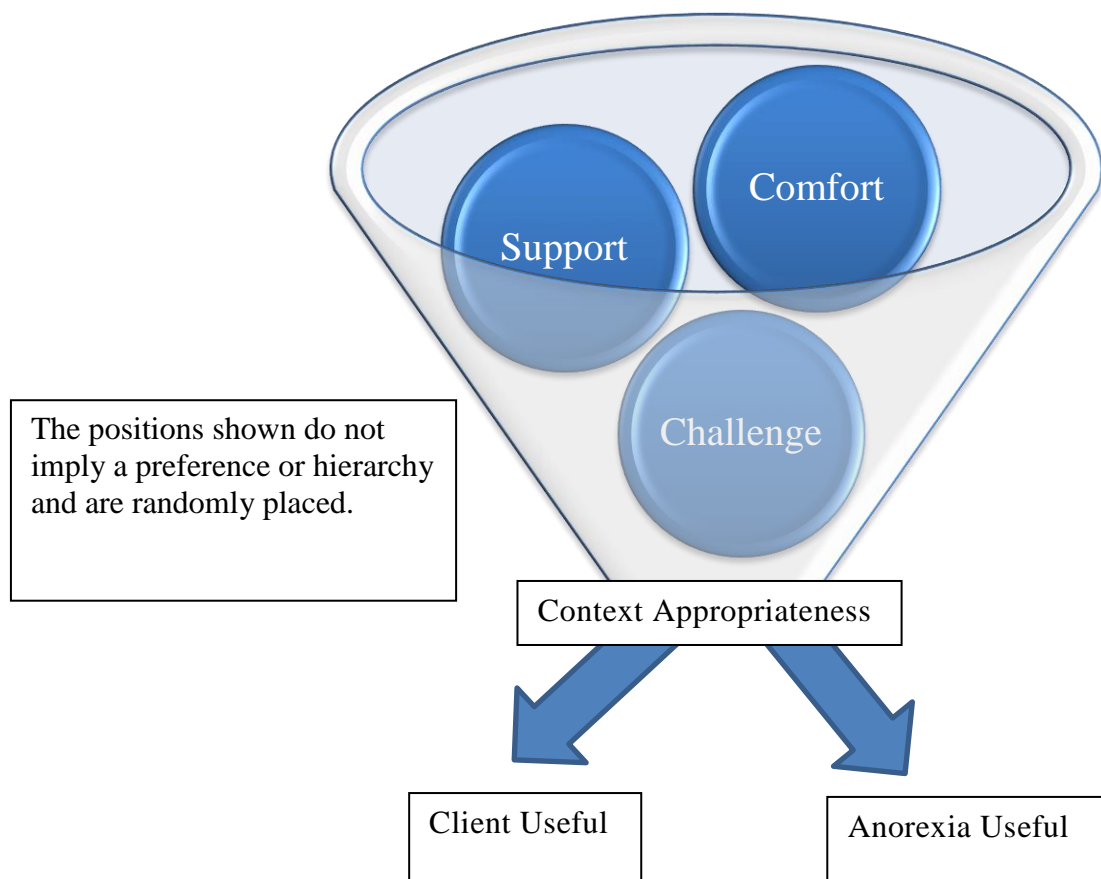 Comfort
Support
Challenge
The positions shown do not
imply a preference or hierarchy
and are randomly placed.
Context Appropriateness
Client Useful
Anorexia Useful